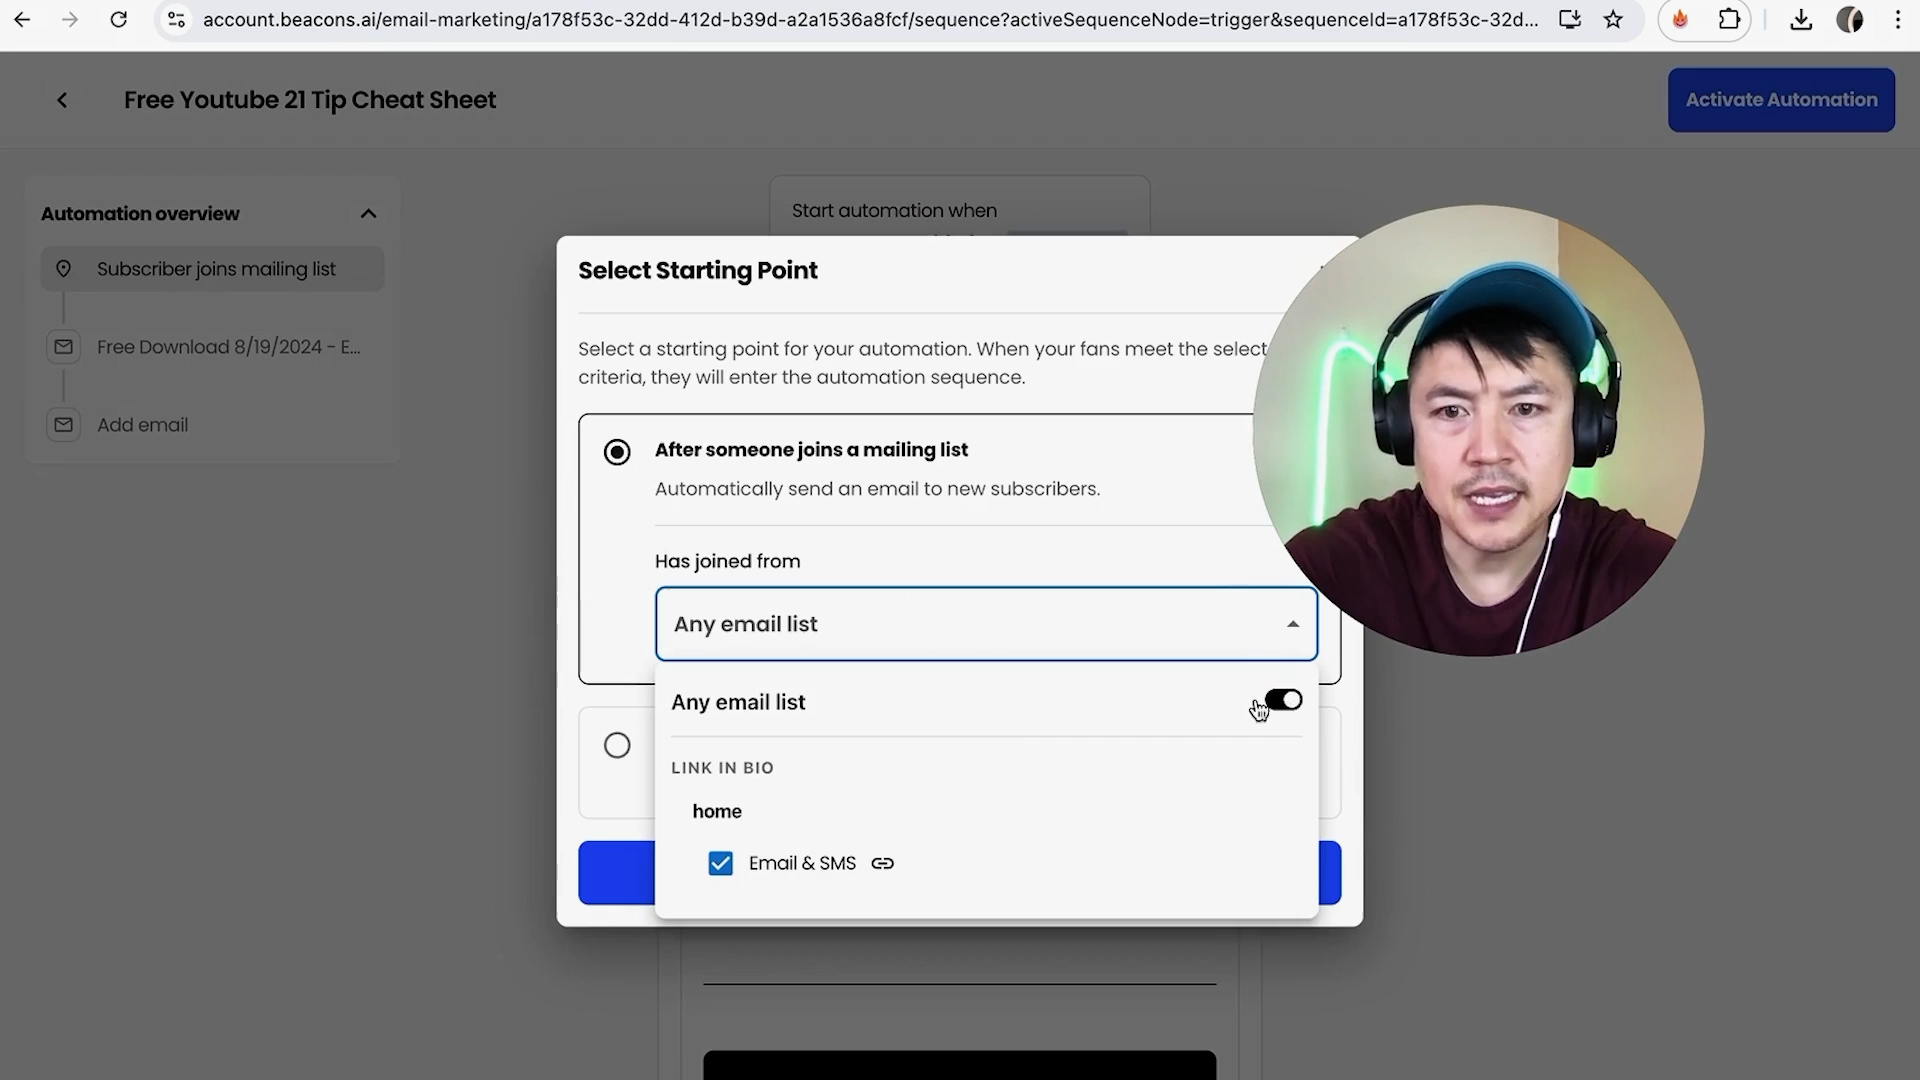 account.beacons.ai/email-marketing/a178f53c-32dd-412d-b39d-a2a1536a8fcf/sequence?activeSequenceNode=trigger&sequenceId=a178f53c-32d...
Free Youtube 21 Tip Cheat Sheet
Activate Automation
Automation overview
Subscriber joins mailing list
Free Download 8/19/2024 - E...
Add email
Start automation when
Select Starting Point
Select a starting point for your automation. When your fans meet the select
criteria, they will enter the automation sequence.
After someone joins a mailing list
Automatically send an email to new subscribers.
Has joined from
Any email list
Any email list
LINK IN BIO
home
Email & SMS